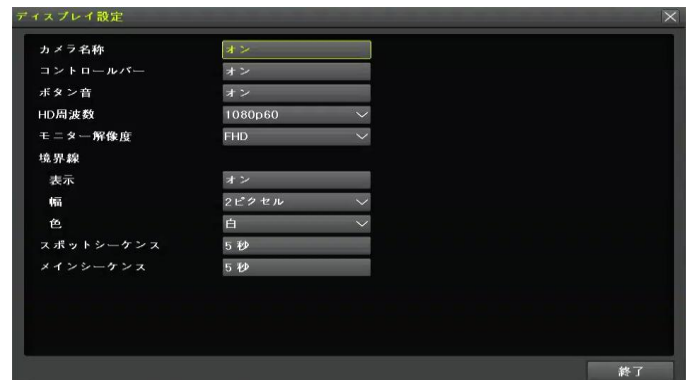 ディスプレイ設定
カメラ名称 オン
コントロールバー オン
ボタン音 オン
HD周波数 1080p60
モニター解像度 FHD
境界線
表示 オン
幅 2ピクセル
色 白
スポットシーケンス 5 秒
メインシーケンス 5 秒
終了